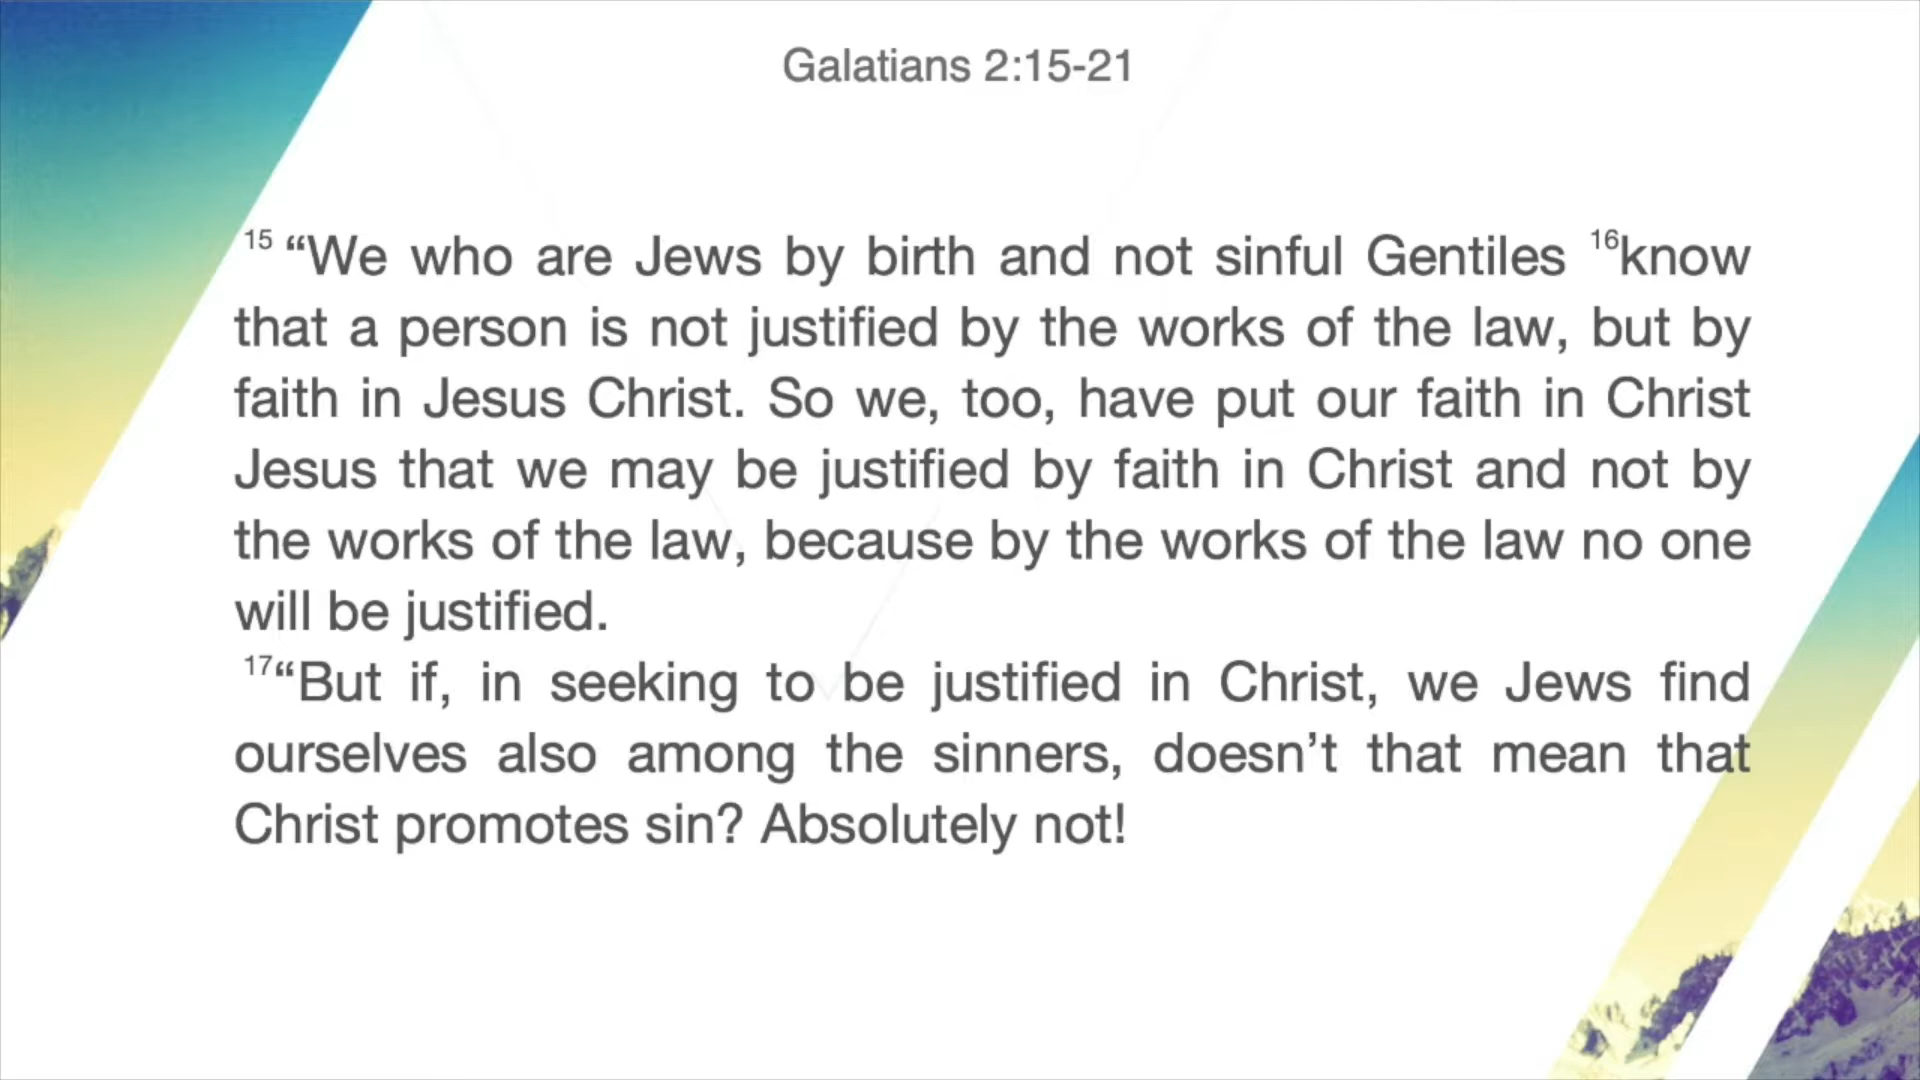 Galatians 2:15-21
15 “We who are Jews by birth and not sinful Gentiles 16know
that a person is not justified by the works of the law, but by
faith in Jesus Christ. So we, too, have put our faith in Christ
Jesus that we may be justified by faith in Christ and not by
the works of the law, because by the works of the law no one
will be justified.
17“But if, in seeking to be justified in Christ, we Jews find
ourselves also among the sinners, doesn’t that mean that
Christ promotes sin? Absolutely not!